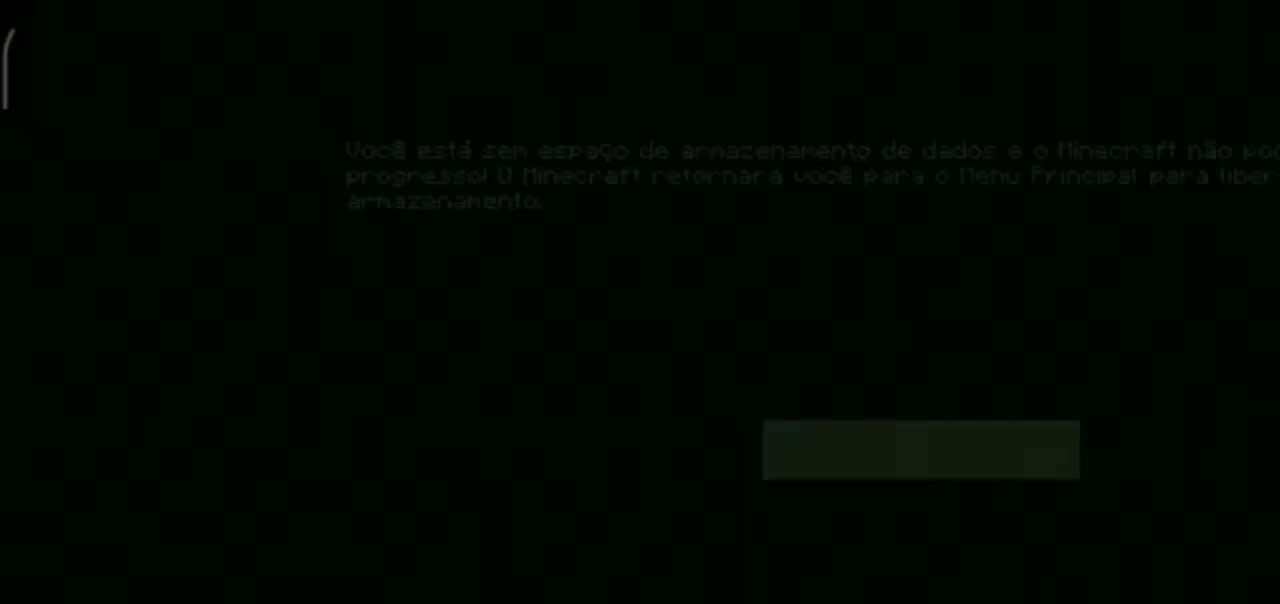 Você está sem espaço de armazenamento de dados e o Minecraft não
progresso! O Minecraft retornará você para o Menu Principal para
armazenamento.